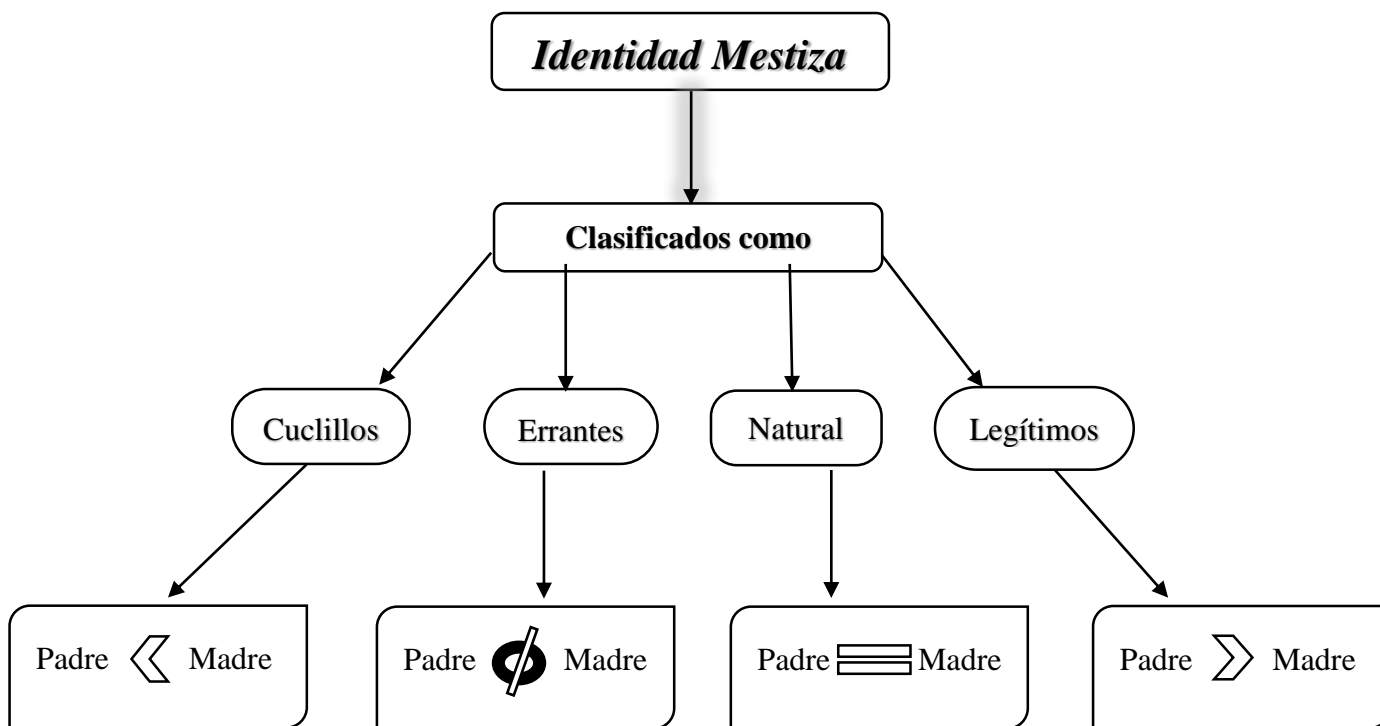 Identidad Mestiza
Clasificados como
Cuclillos
Errantes
Natural
Legítimos
Padre Madre
Padre Madre
Padre Madre
Padre Madre